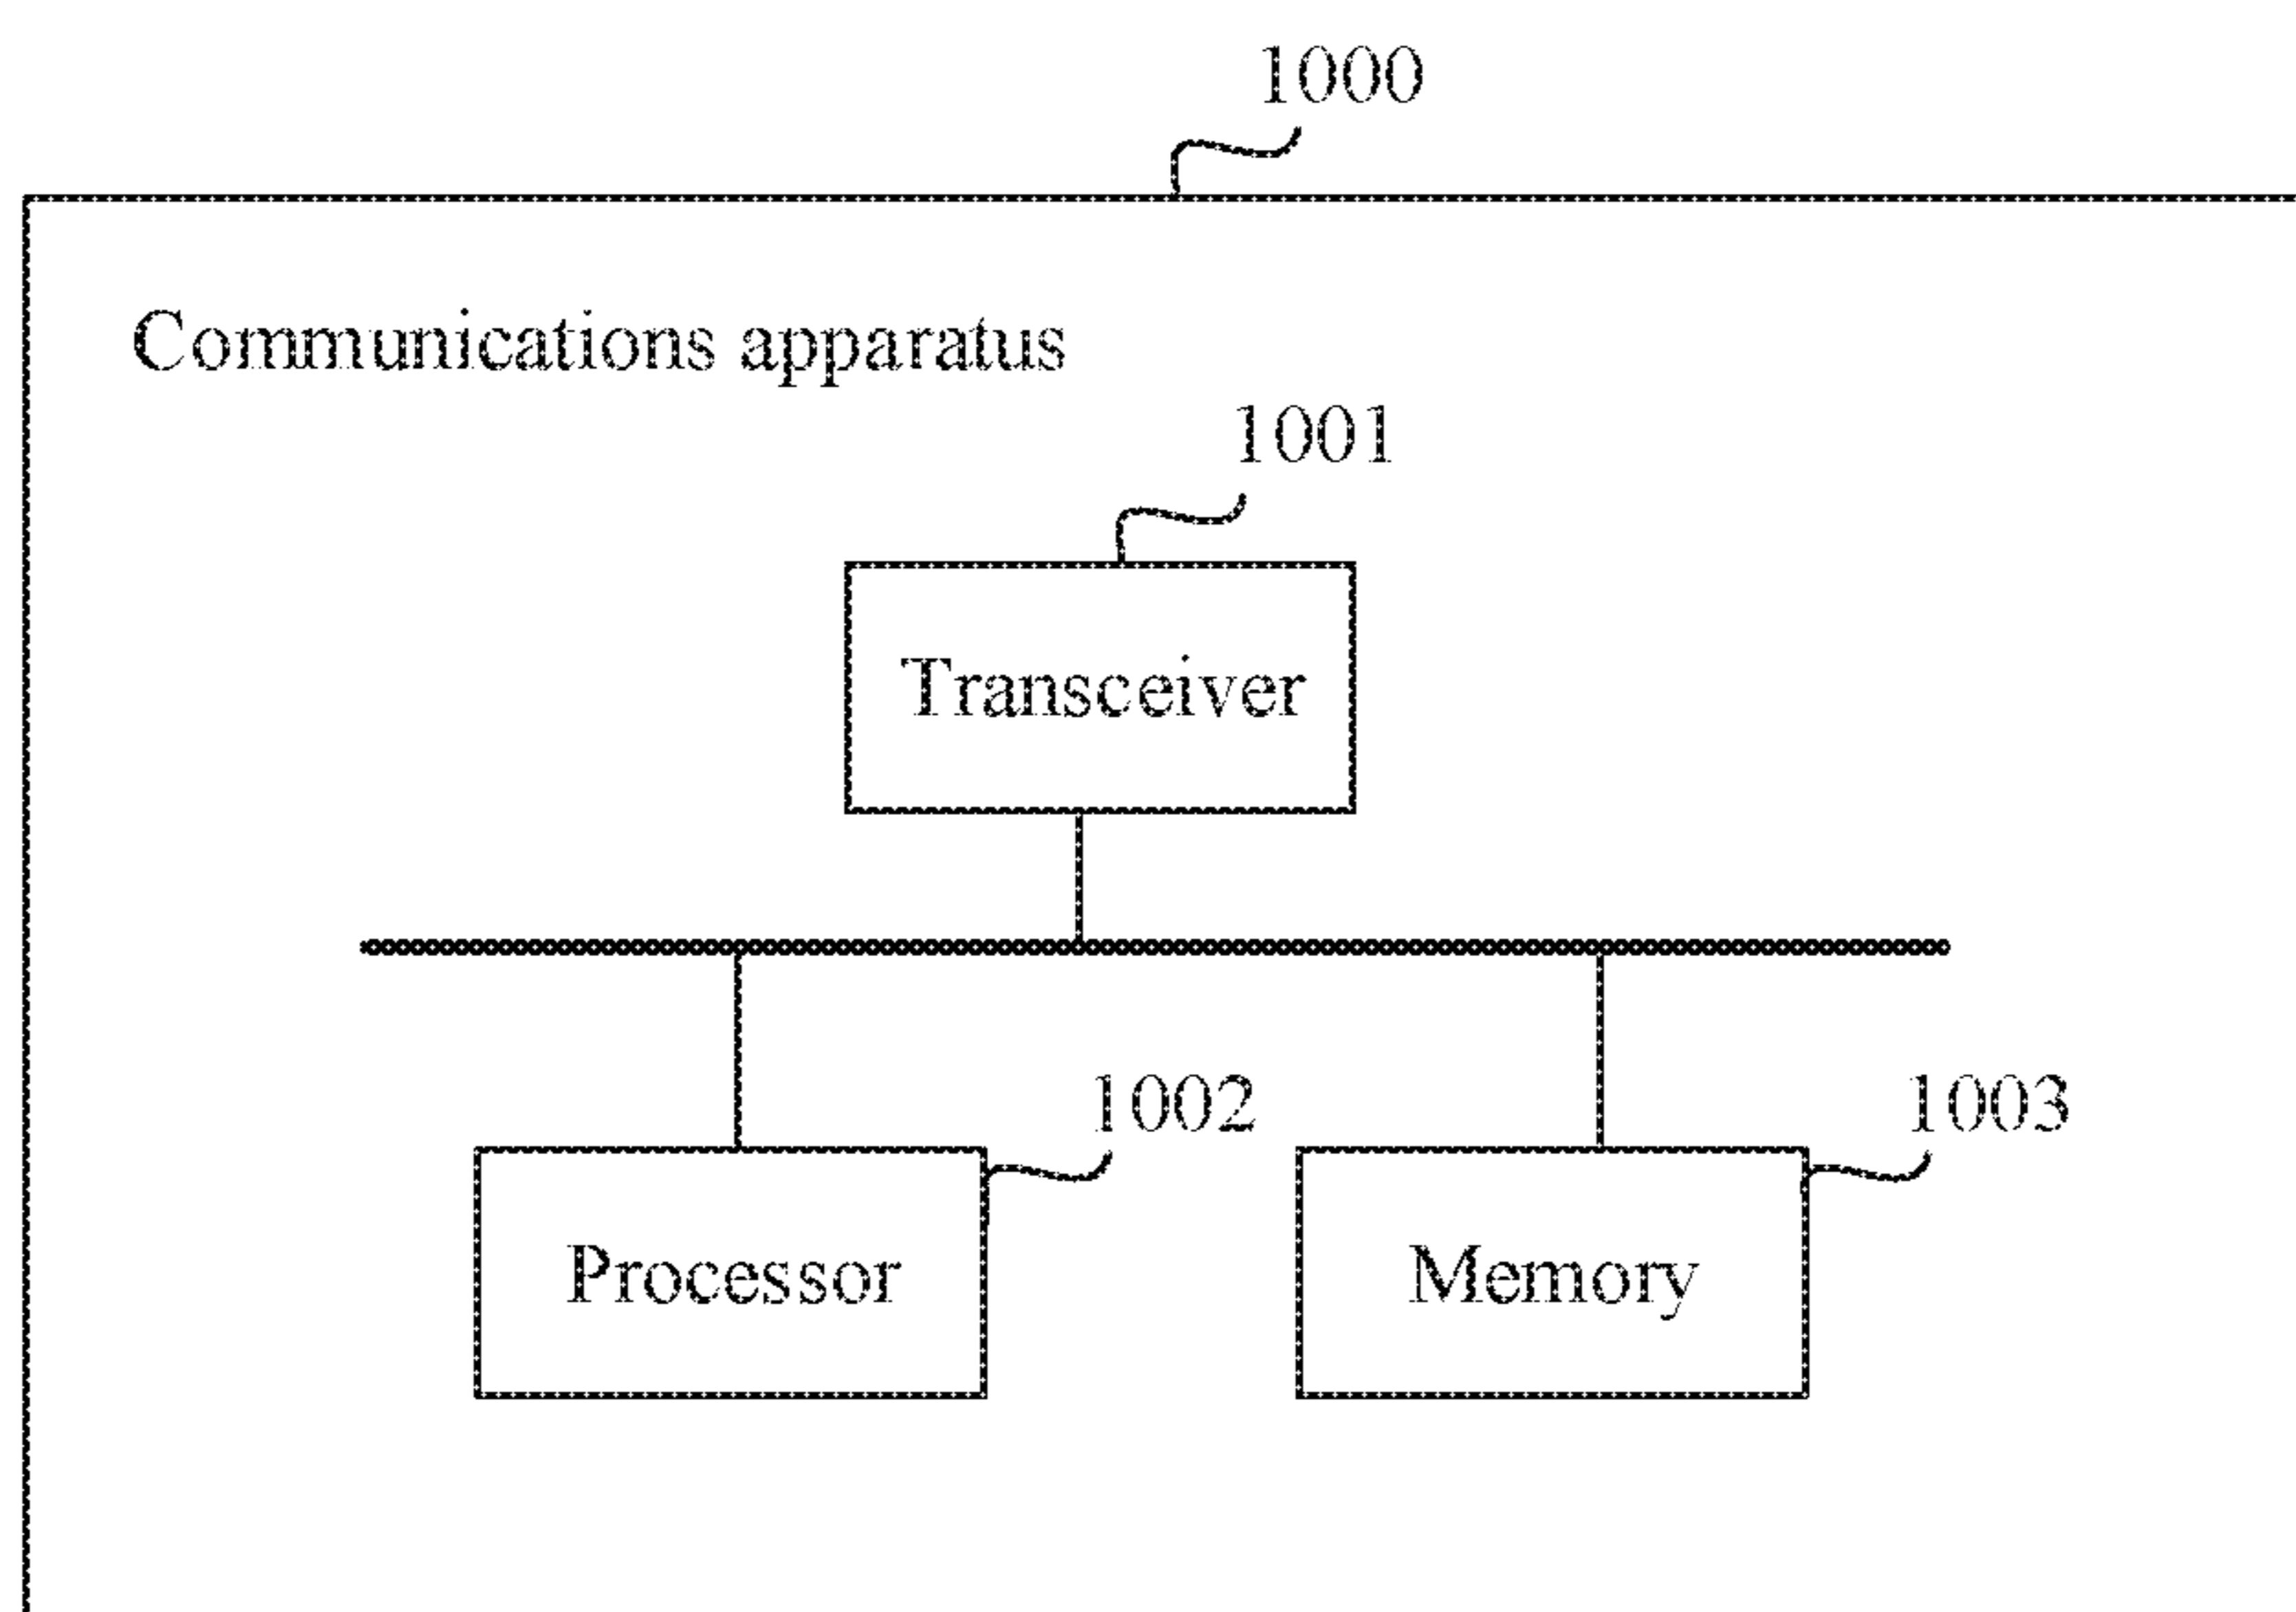 1000
Communications apparatus
1001
Transceiver
1002
1003
Processor
Memory